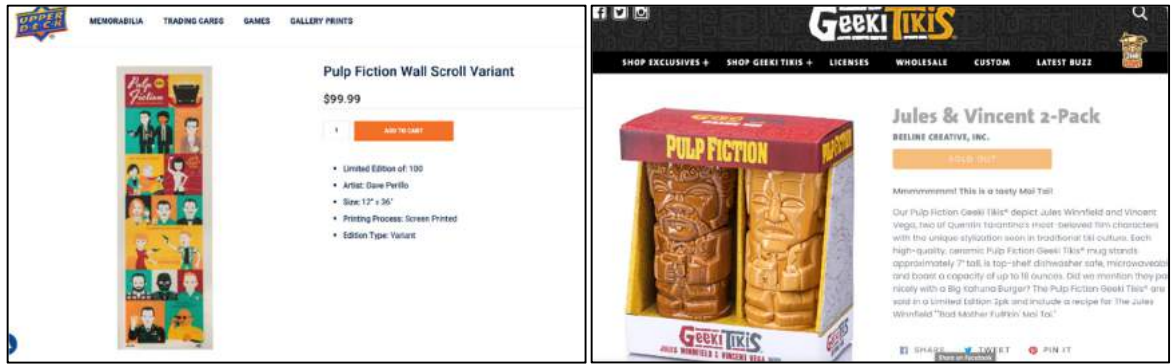 UPPER
DECK
MEMORABILIA TRADING CARDS GAMES GALLERY PRINTS
Pulp
Fiction
Pulp Fiction Wall Scroll Variant
$99.99
1 ADD TO CART
• Limited Edition of: 100
• Artist: Dave Perillo
• Size: 12" x 36"
• Printing Process: Screen Printed
• Edition Type: Variant
GEEKI TIKIS
SHOP EXCLUSIVES + SHOP GEEKI TIKIS + LICENSES WHOLESALE CUSTOM LATEST BUZZ
PULP FICTION
GEEKI TIKIS
JULES WINNFIELD & VINCENT VEGA
Jules & Vincent 2-Pack
BEELINE CREATIVE, INC.
SOLD OUT
Mmmmmmmm! This is a tasty Mai Tai!
Our Pulp Fiction Geeki Tikis® depict Jules Winnfield and Vincent
Vega, two of Quentin Tarantino's most-beloved film characters
with the unique stylization seen in traditional tiki culture. Each
high-quality, ceramic Pulp Fiction Geeki Tikis® mug stands
approximately 7" tall, is top-shelf dishwasher safe, microwaveable
and boast a capacity of up to 16 ounces. Did we mention they pa
nicely with a Big Kahuna Burger? The Pulp Fiction Geeki Tikis® are
sold in a Limited Edition 2pk and include a recipe for The Jules
Winnfield "Bad Mother Fu#kin' Mai Tai."
SHARE TWEET PIN IT
Share on Facebook